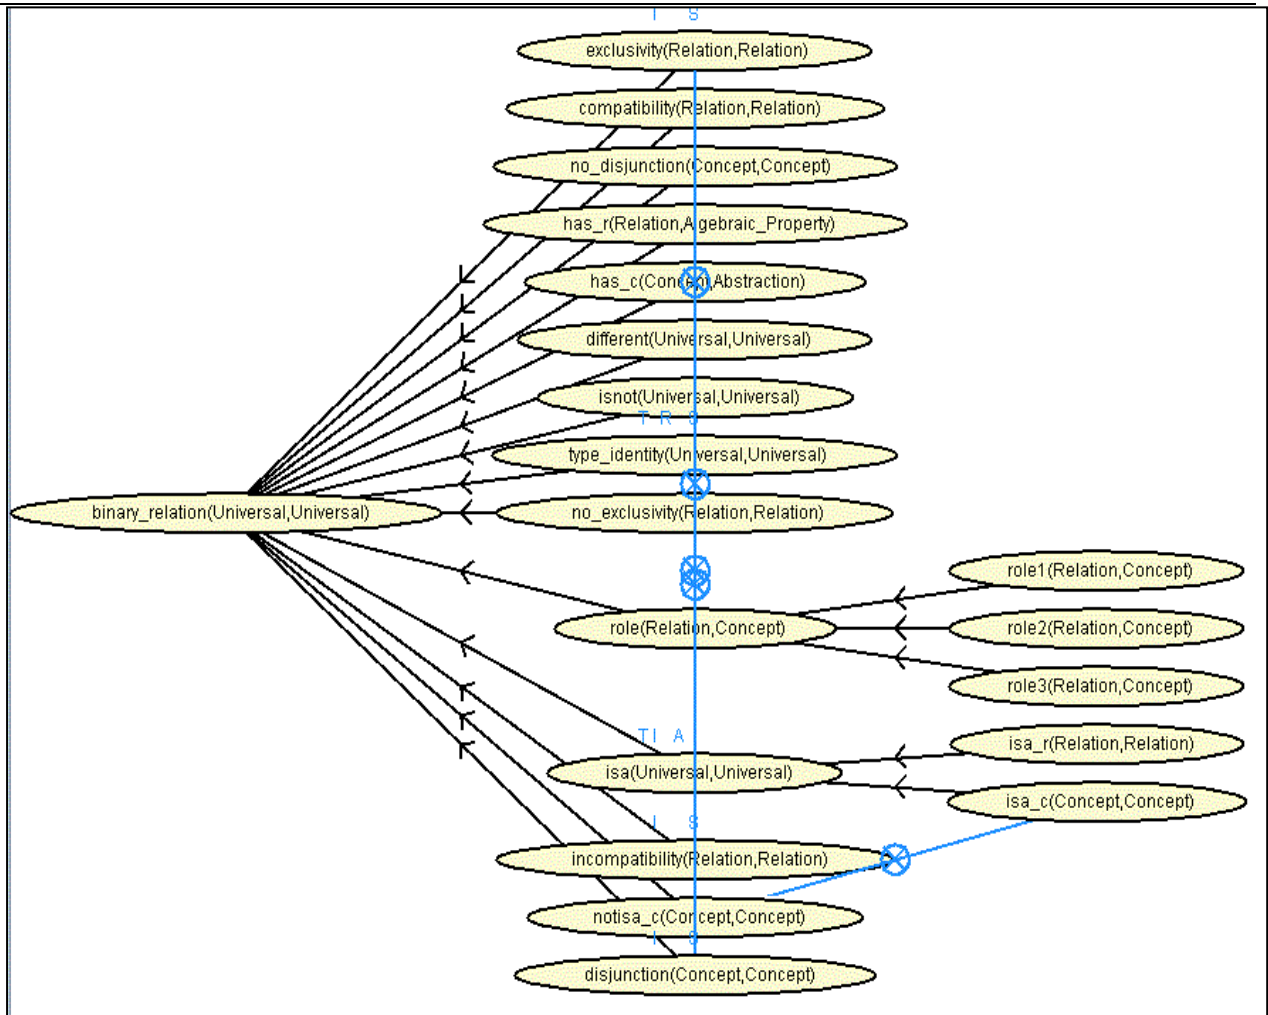 I S
exclusivity(Relation,Relation)
compatibility(Relation,Relation)
no_disjunction(Concept,Concept)
has_r(Relation,Algebraic_Property)
has_c(Concept,Abstraction)
different(Universal,Universal)
isnot(Universal,Universal)
T R S
type_identity(Universal,Universal)
binary_relation(Universal,Universal)
no_exclusivity(Relation,Relation)
role1(Relation,Concept)
role(Relation,Concept)
role2(Relation,Concept)
role3(Relation,Concept)
TI A
isa_r(Relation,Relation)
isa(Universal,Universal)
isa_c(Concept,Concept)
I S
incompatibility(Relation,Relation)
notisa_c(Concept,Concept)
I S
disjunction(Concept,Concept)